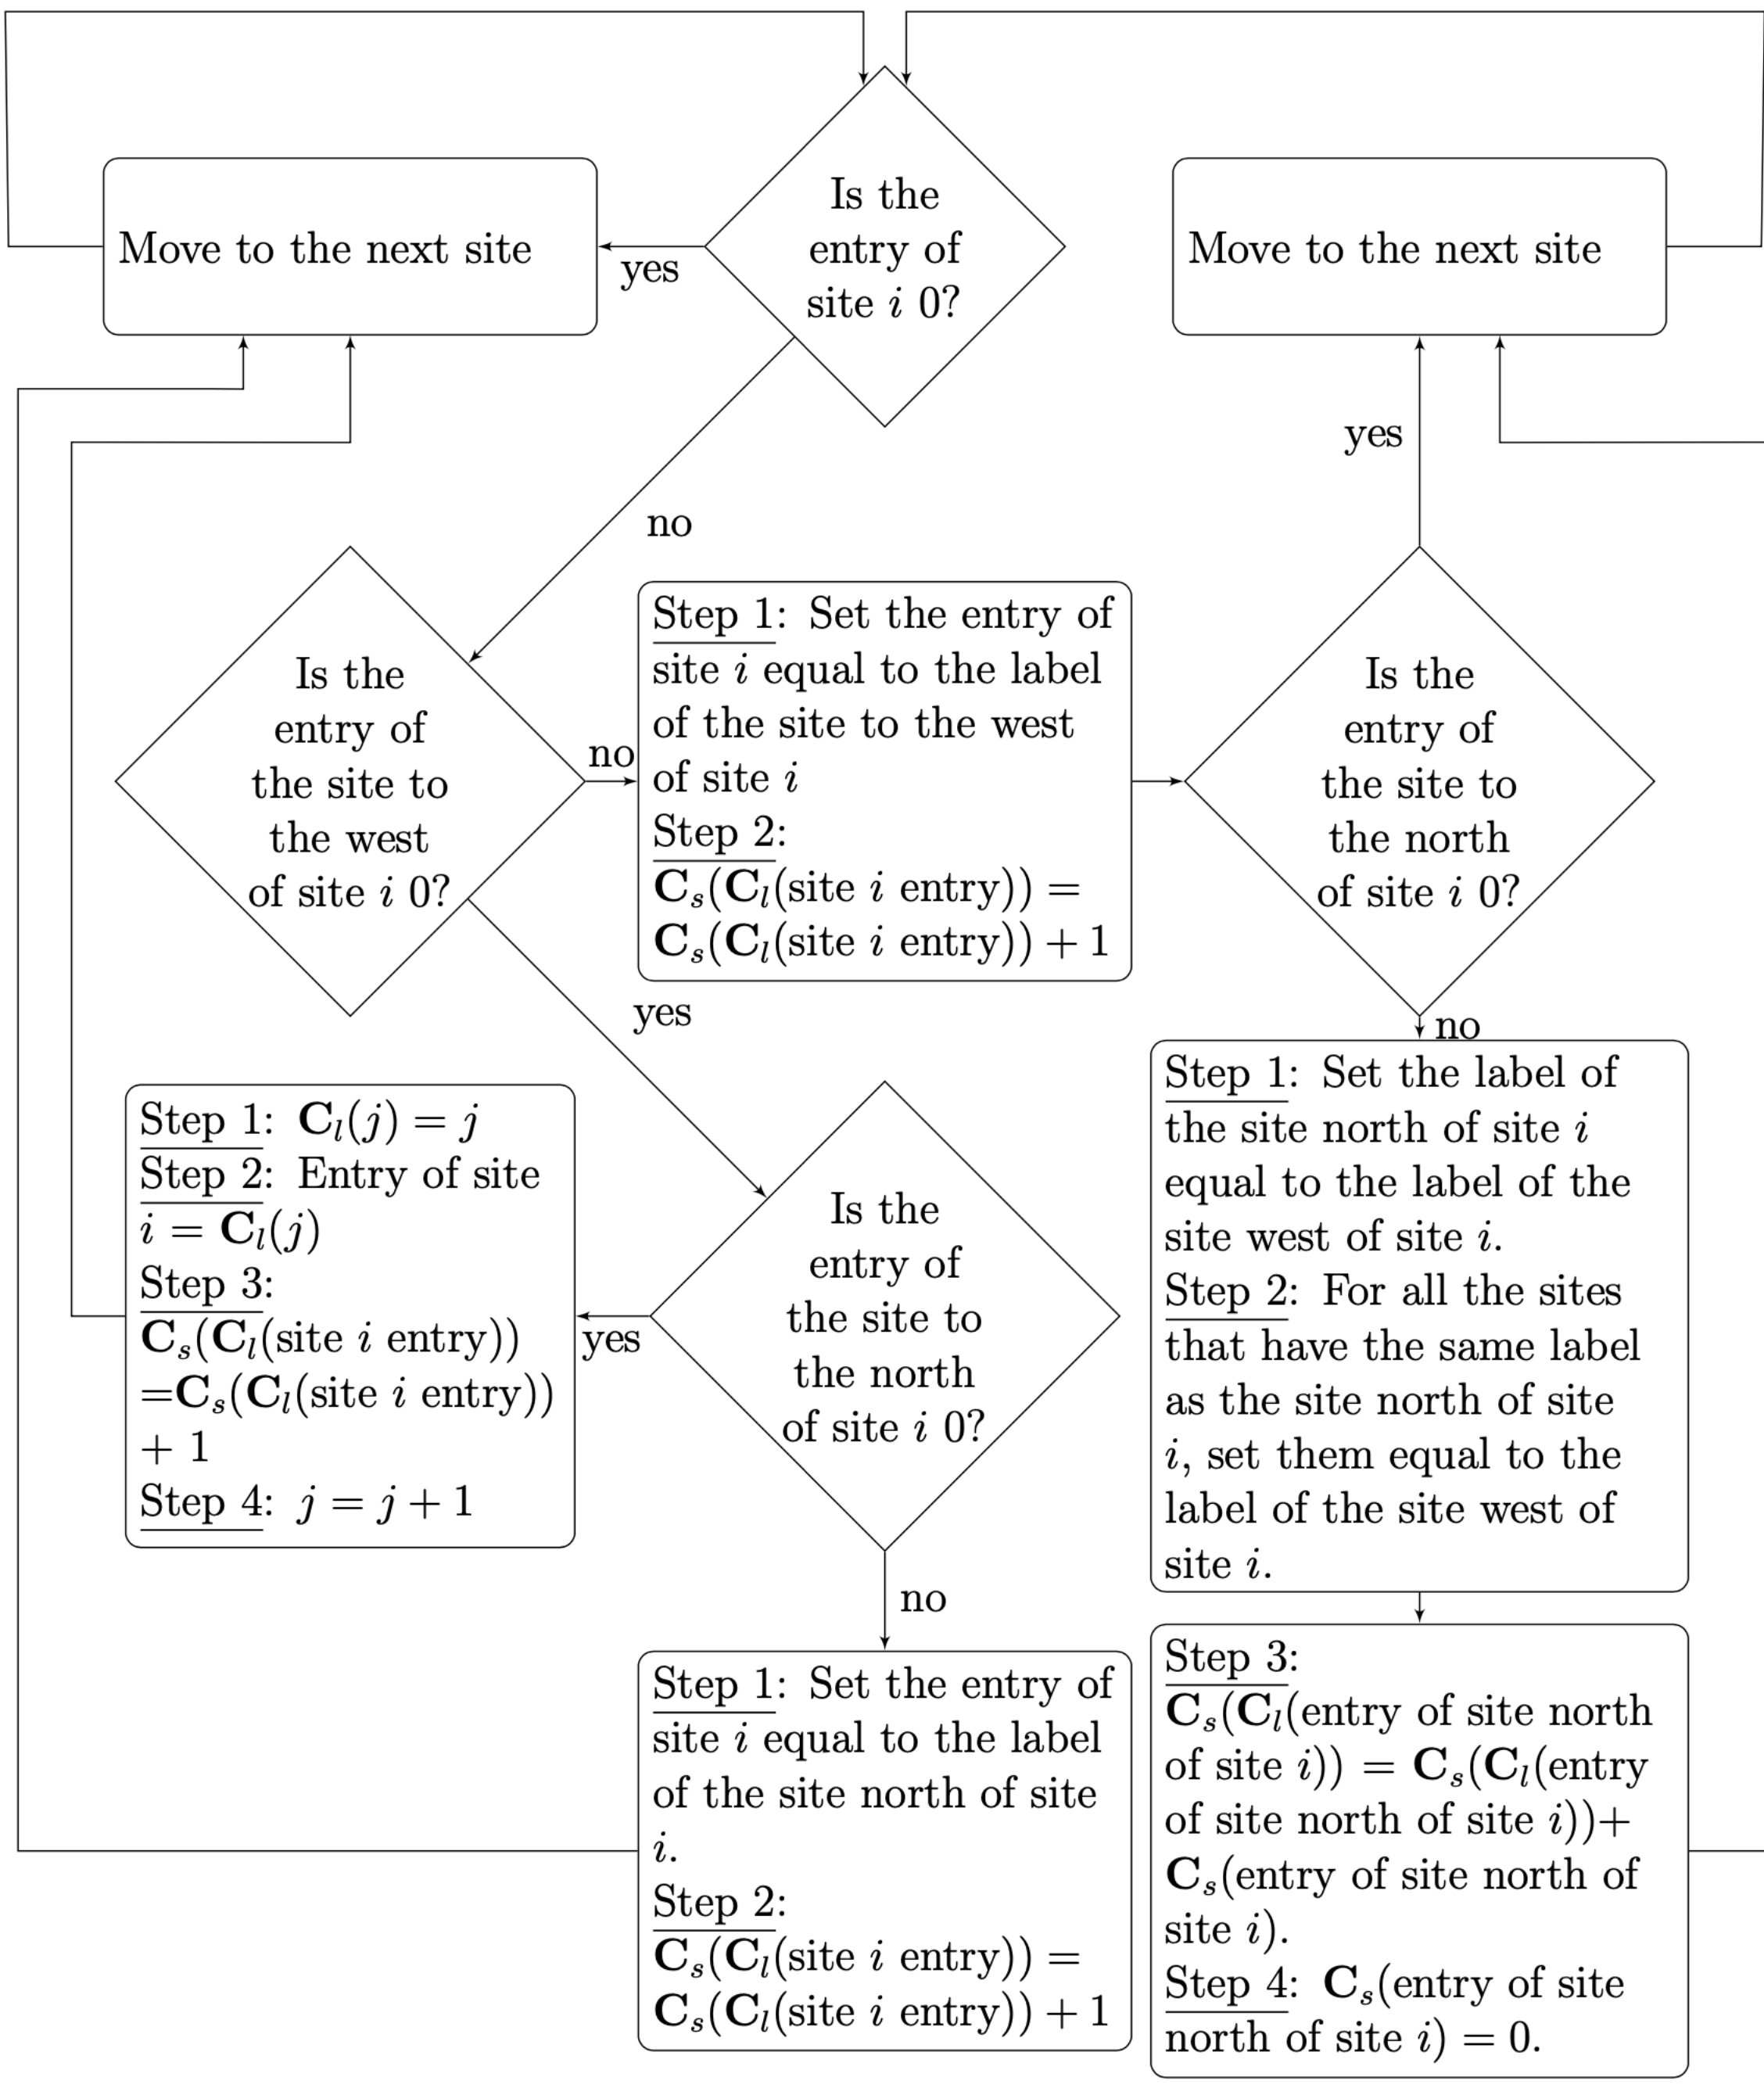 Is the
entry of
site i 0?
Move to the next site
yes
Move to the next site
yes
no
Is the
entry of
the site to
the west
of site i 0?
no
Step 1: Set the entry of
site i equal to the label
of the site to the west
of site i
Step 2:
C_s(C_l(site i entry)) =
C_s(C_l(site i entry)) + 1
Is the
entry of
the site to
the north
of site i 0?
yes
no
Step 1: C_l(j) = j
Step 2: Entry of site
i = C_l(j)
Step 3:
C_s(C_l(site i entry))
=C_s(C_l(site i entry))
+ 1
Step 4: j = j + 1
yes
Is the
entry of
the site to
the north
of site i 0?
no
Step 1: Set the label of
the site north of site i
equal to the label of the
site west of site i.
Step 2: For all the sites
that have the same label
as the site north of site
i, set them equal to the
label of the site west of
site i.
Step 1: Set the entry of
site i equal to the label
of the site north of site
i.
Step 2:
C_s(C_l(site i entry)) =
C_s(C_l(site i entry)) + 1
Step 3:
C_s(C_l(entry of site north
of site i)) = C_s(C_l(entry
of site north of site i))+
C_s(entry of site north of
site i).
Step 4: C_s(entry of site
north of site i) = 0.